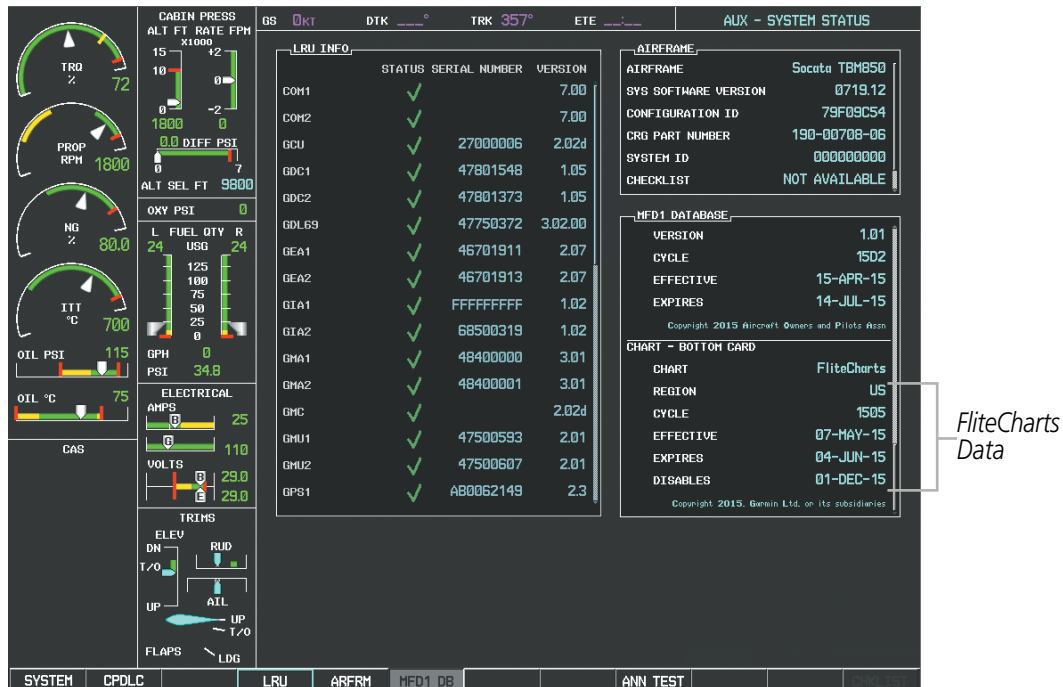 GS 0KT DTK ___° TRK 357° ETE __:__ AUX - SYSTEM STATUS
TRQ
%
72
PROP
RPM
1800
NG
%
80.0
ITT
°C
700
OIL PSI 115
OIL °C 75
CAS
CABIN PRESS
ALT FT RATE FPM
X1000
15 +2
10 0
0 -2
1800 0
0.0 DIFF PSI
0 7
ALT SEL FT 9800
OXY PSI 0
L FUEL QTY R
24 USG 24
125
100
75
50
25
0
GPH 0
PSI 34.8
ELECTRICAL
AMPS
B 25
G 110
VOLTS
B 29.0
E 29.0
TRIMS
ELEV
DN RUD
T/O
UP AIL
UP
T/O
FLAPS LDG
LRU INFO
STATUS SERIAL NUMBER VERSION
COM1 7.00
COM2 7.00
GCU 27000006 2.02d
GDC1 47801548 1.05
GDC2 47801373 1.05
GDL69 47750372 3.02.00
GEA1 46701911 2.07
GEA2 46701913 2.07
GIA1 FFFFFFFFF 1.02
GIA2 68500319 1.02
GMA1 48400000 3.01
GMA2 48400001 3.01
GMC 2.02d
GMU1 47500593 2.01
GMU2 47500607 2.01
GPS1 AB0062149 2.3
AIRFRAME
AIRFRAME Socata TBM850
SYS SOFTWARE VERSION 0719.12
CONFIGURATION ID 79F09C54
CRG PART NUMBER 190-00708-06
SYSTEM ID 000000000
CHECKLIST NOT AVAILABLE
MFD1 DATABASE
VERSION 1.01
CYCLE 15D2
EFFECTIVE 15-APR-15
EXPIRES 14-JUL-15
Copyright 2015 Aircraft Owners and Pilots Assn
CHART - BOTTOM CARD
CHART FliteCharts
REGION US
CYCLE 1505
EFFECTIVE 07-MAY-15
EXPIRES 04-JUN-15
DISABLES 01-DEC-15
Copyright 2015, Garmin Ltd. or its subsidiaries
FliteCharts
Data
SYSTEM CPDLC LRU ARFRM MFD1 DB ANN TEST CHKLIST